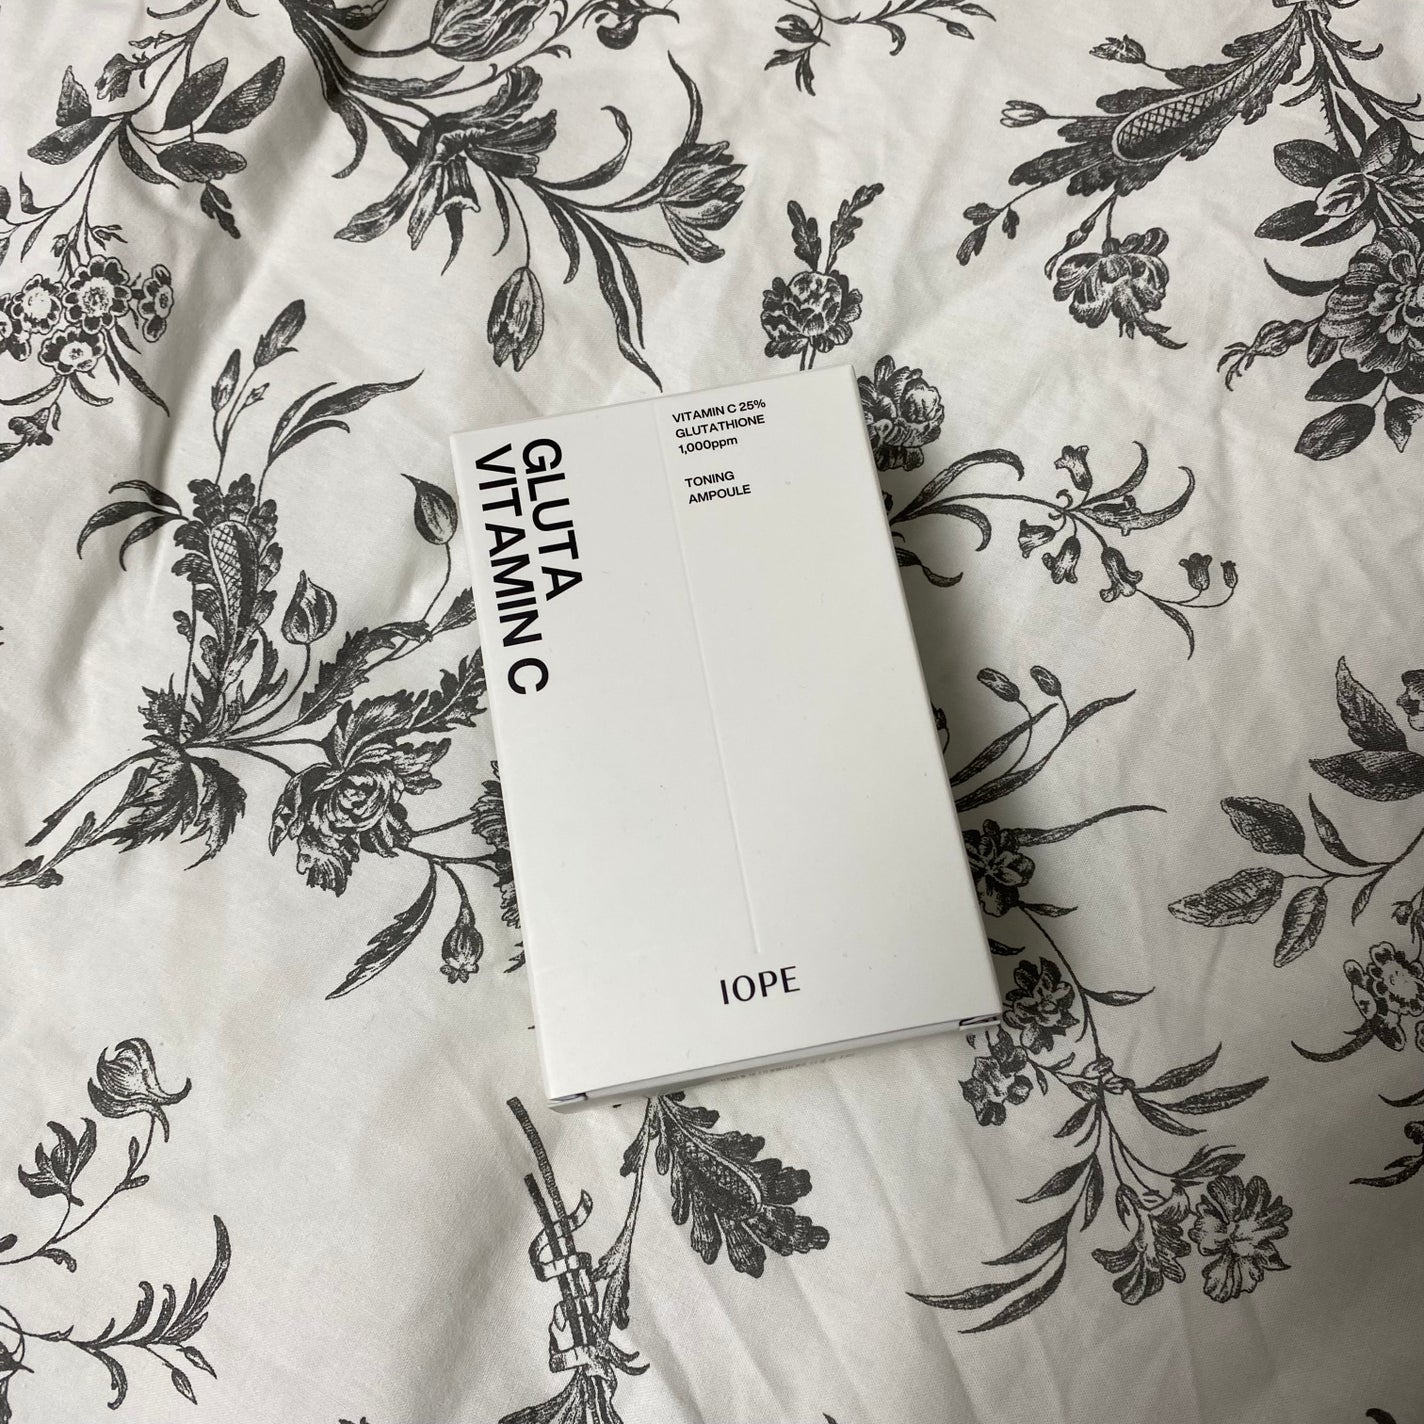 GLUTA
VITAMIN C
VITAMIN C 25%
GLUTATHIONE
1,000ppm
TONING
AMPOULE
IOPE